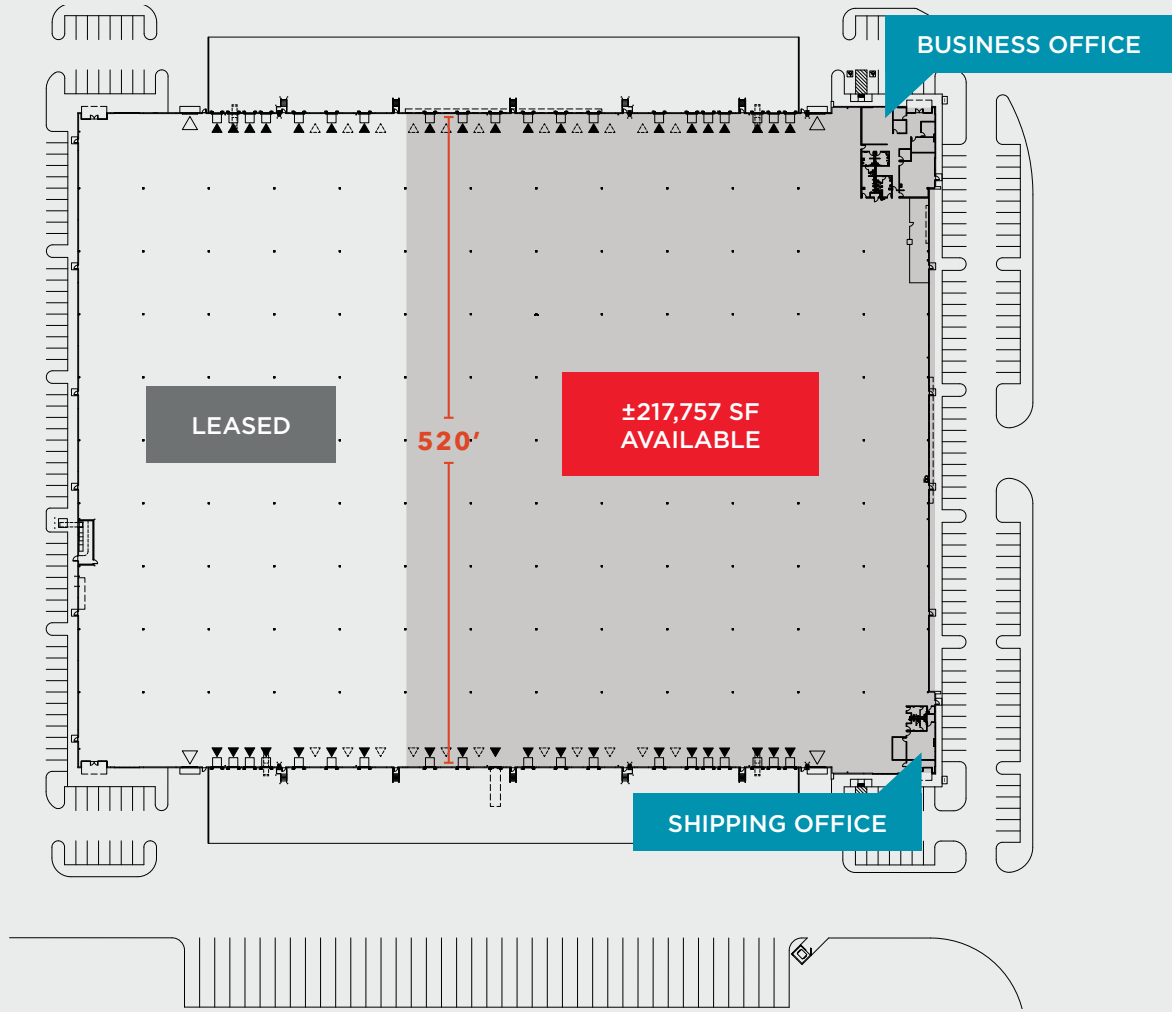 BUSINESS OFFICE
LEASED
±217,757 SF
AVAILABLE
520′
SHIPPING OFFICE